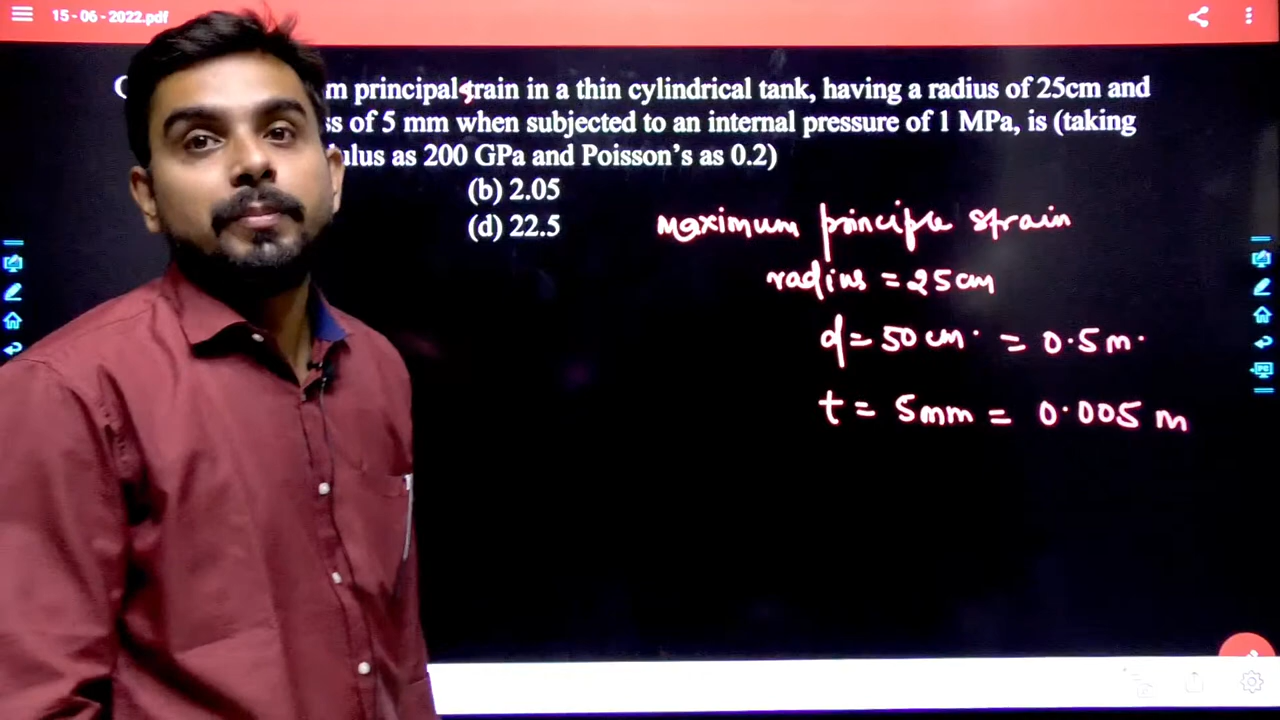 15-06-2022.pdf
m principal strain in a thin cylindrical tank, having a radius of 25cm and
ss of 5 mm when subjected to an internal pressure of 1 MPa, is (taking
ulus as 200 GPa and Poisson's as 0.2)
(b) 2.05
(d) 22.5
Maximum principle strain
radius = 25cm
d = 50 cm. = 0.5 m.
t = 5mm = 0.005 m